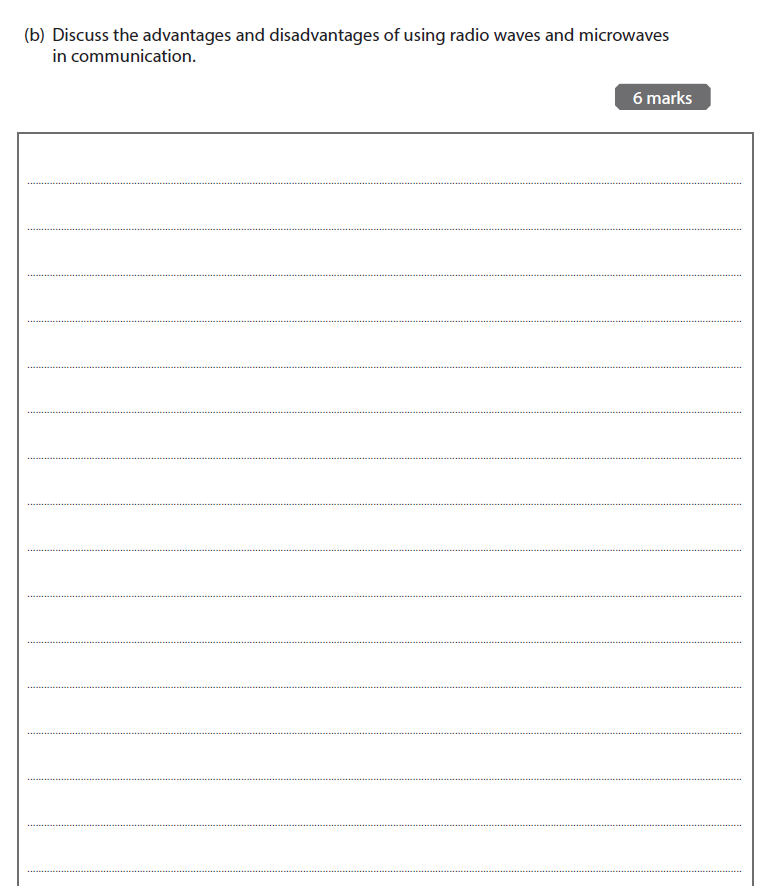 (b) Discuss the advantages and disadvantages of using radio waves and microwaves
in communication.
6 marks